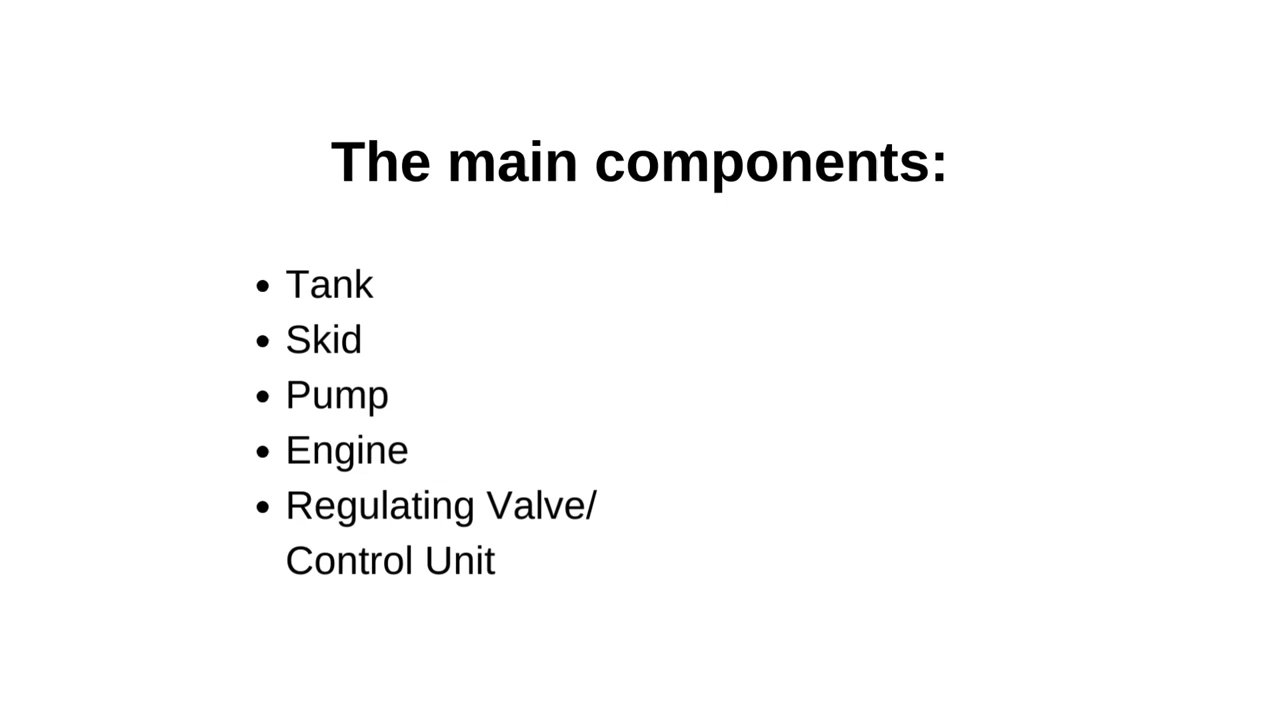 The main components:
• Tank
• Skid
• Pump
• Engine
• Regulating Valve/
Control Unit